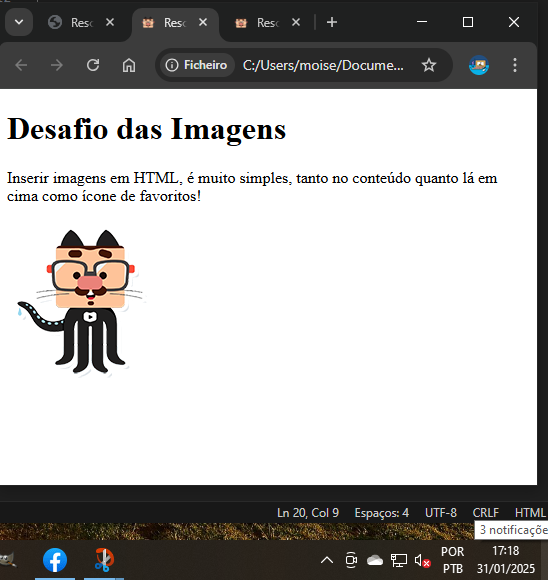 Reso
Reso
Reso
Ficheiro
C:/Users/moise/Docume...
Desafio das Imagens
Inserir imagens em HTML, é muito simples, tanto no conteúdo quanto lá em
cima como ícone de favoritos!
Ln 20, Col 9
Espaços: 4
UTF-8
CRLF
HTML
3 notificaçõe
POR
PTB
17:18
31/01/2025